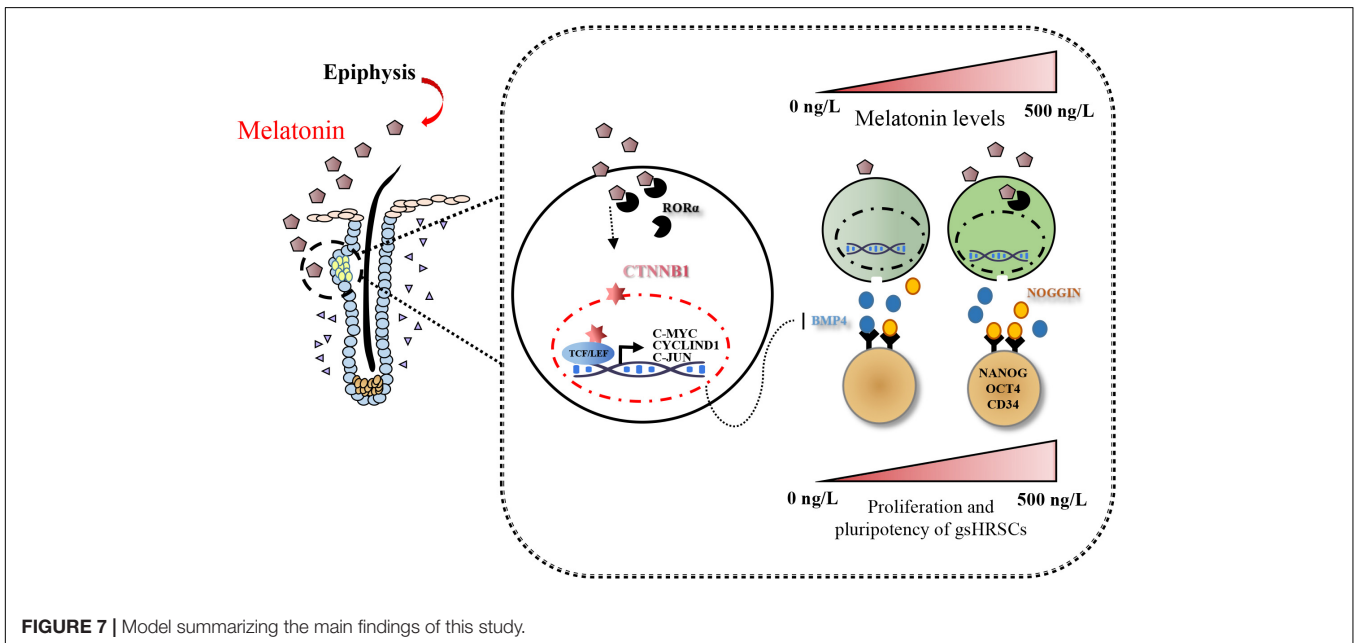 Epiphysis
Melatonin
RORα
CTNNB1
TCF/LEF
C-MYC
CYCLIND1
C-JUN
0 ng/L
500 ng/L
Melatonin levels
| BMP4
NOGGIN
NANOG
OCT4
CD34
0 ng/L
500 ng/L
Proliferation and
pluripotency of gsHRSCs
FIGURE 7 | Model summarizing the main findings of this study.